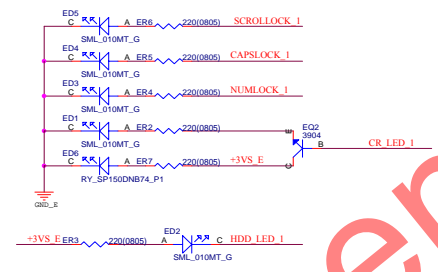 ED5
C A ER6 220(0805) SCROLLOCK_1
SML_010MT_G
ED4
C A ER5 220(0805) CAPSLOCK_1
SML_010MT_G
ED3
C A ER4 220(0805) NUMLOCK_1
SML_010MT_G
ED1
C A ER2 220(0805) E
EQ2
3904
B CR_LED_1
SML_010MT_G
ED6
C A ER7 220(0805) +3VS_E C
RY_SP150DNB74_P1
GND_E
+3VS_E ER3 220(0805) A ED2 C HDD_LED_1
SML_010MT_G